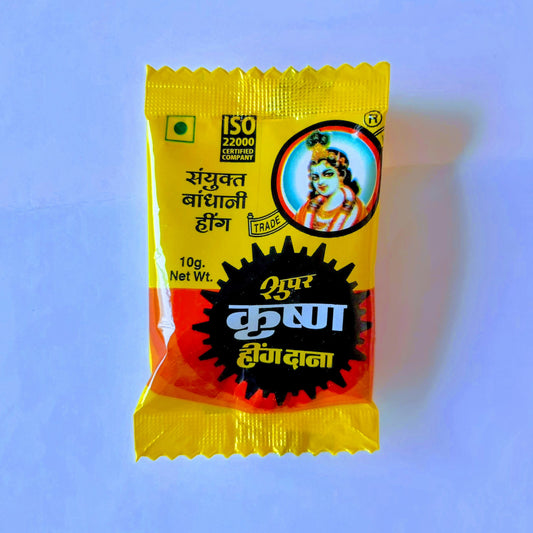 ISO
22000
CERTIFIED
COMPANY
संयुक्त
बांधानी
हींग
TRADE
10g.
Net Wt.
सुपर
कृष्ण
हींग दाना